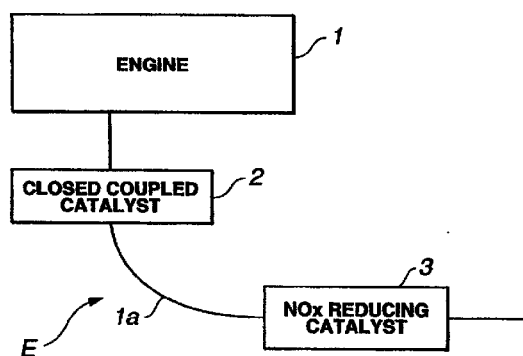 1
ENGINE
2
CLOSED COUPLED
CATALYST
3
NOx REDUCING
CATALYST
1a
E